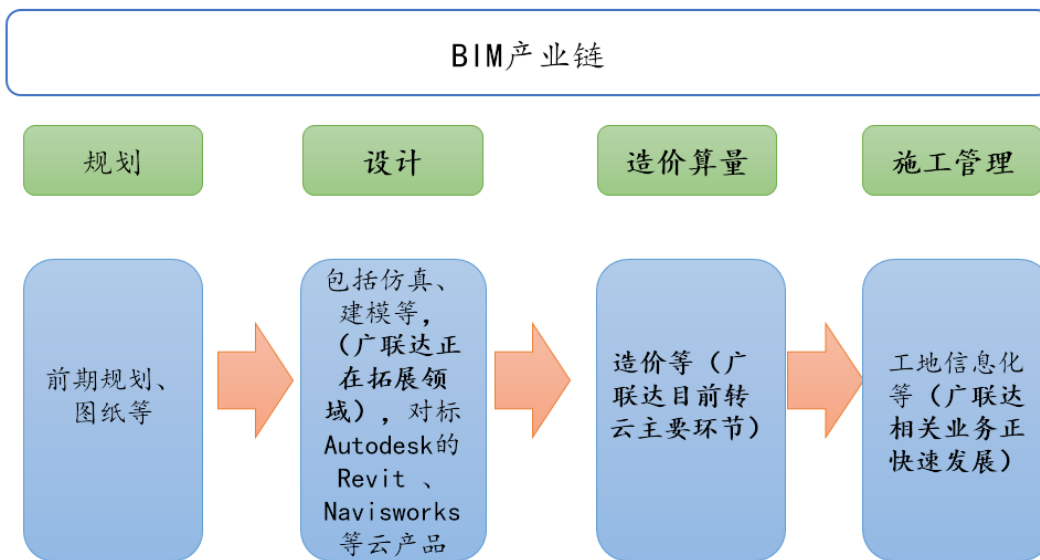 BIM产业链
规划
设计
造价算量
施工管理
前期规划、
图纸等
包括仿真、
建模等，
（广联达正
在拓展领
域），对标
Autodesk的
Revit 、
Navisworks
等云产品
造价等（广
联达目前转
云主要环节）
工地信息化
等（广联达
相关业务正
快速发展）